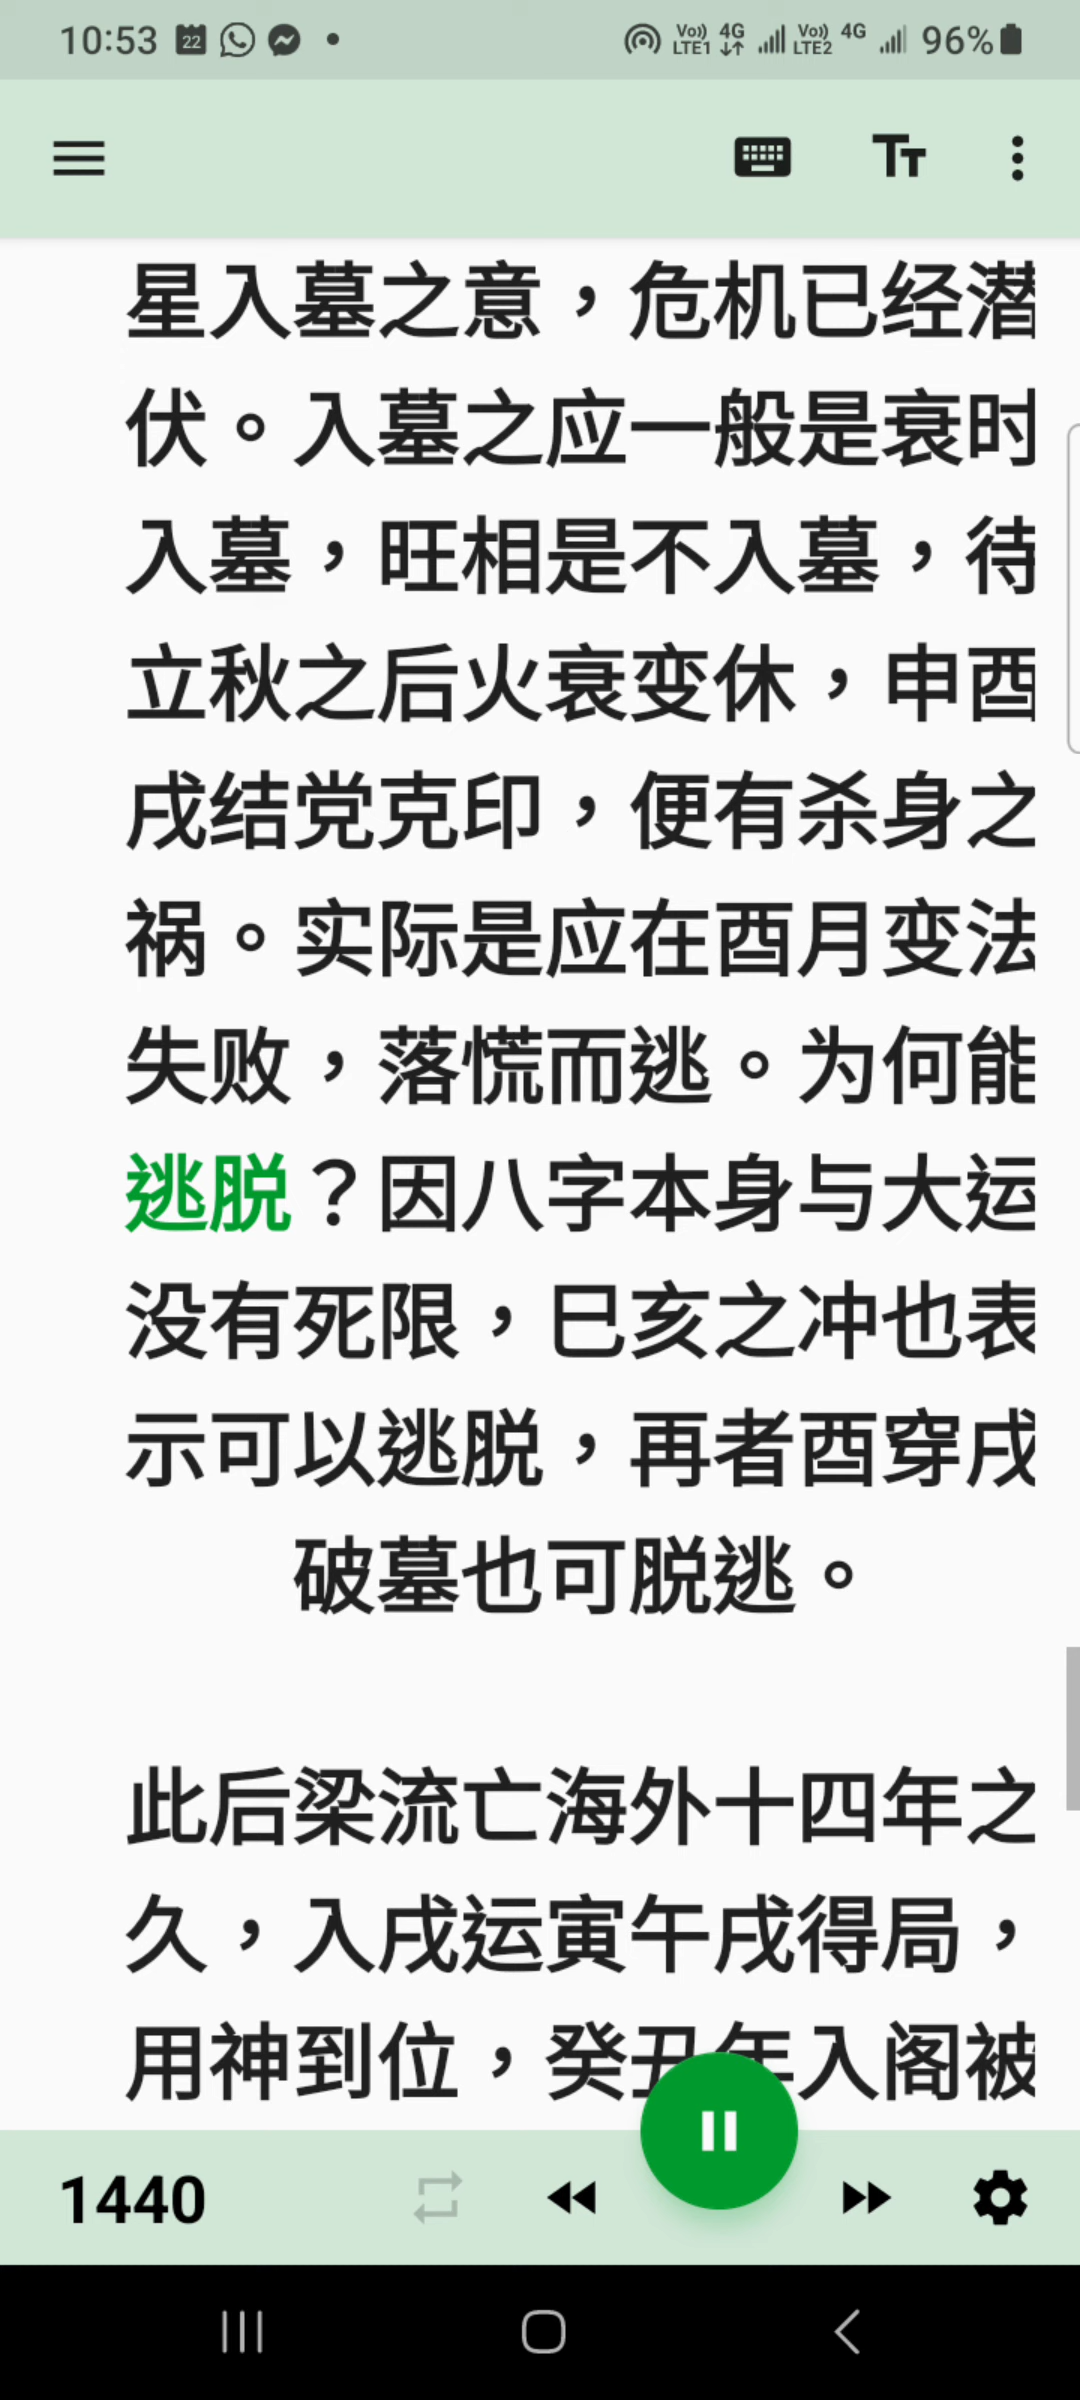 10:53 22 Vo)) LTE1 4G Vo)) LTE2 4G 96%
TT
星入墓之意，危机已经潜
伏。入墓之应一般是衰时
入墓，旺相是不入墓，待
立秋之后火衰变休，申酉
戌结党克印，便有杀身之
祸。实际是应在酉月变法
失败，落慌而逃。为何能
逃脱？因八字本身与大运
没有死限，巳亥之冲也表
示可以逃脱，再者酉穿戌
破墓也可脱逃。
此后梁流亡海外十四年之
久，入戌运寅午戌得局，
用神到位，癸丑年入阁被
1440